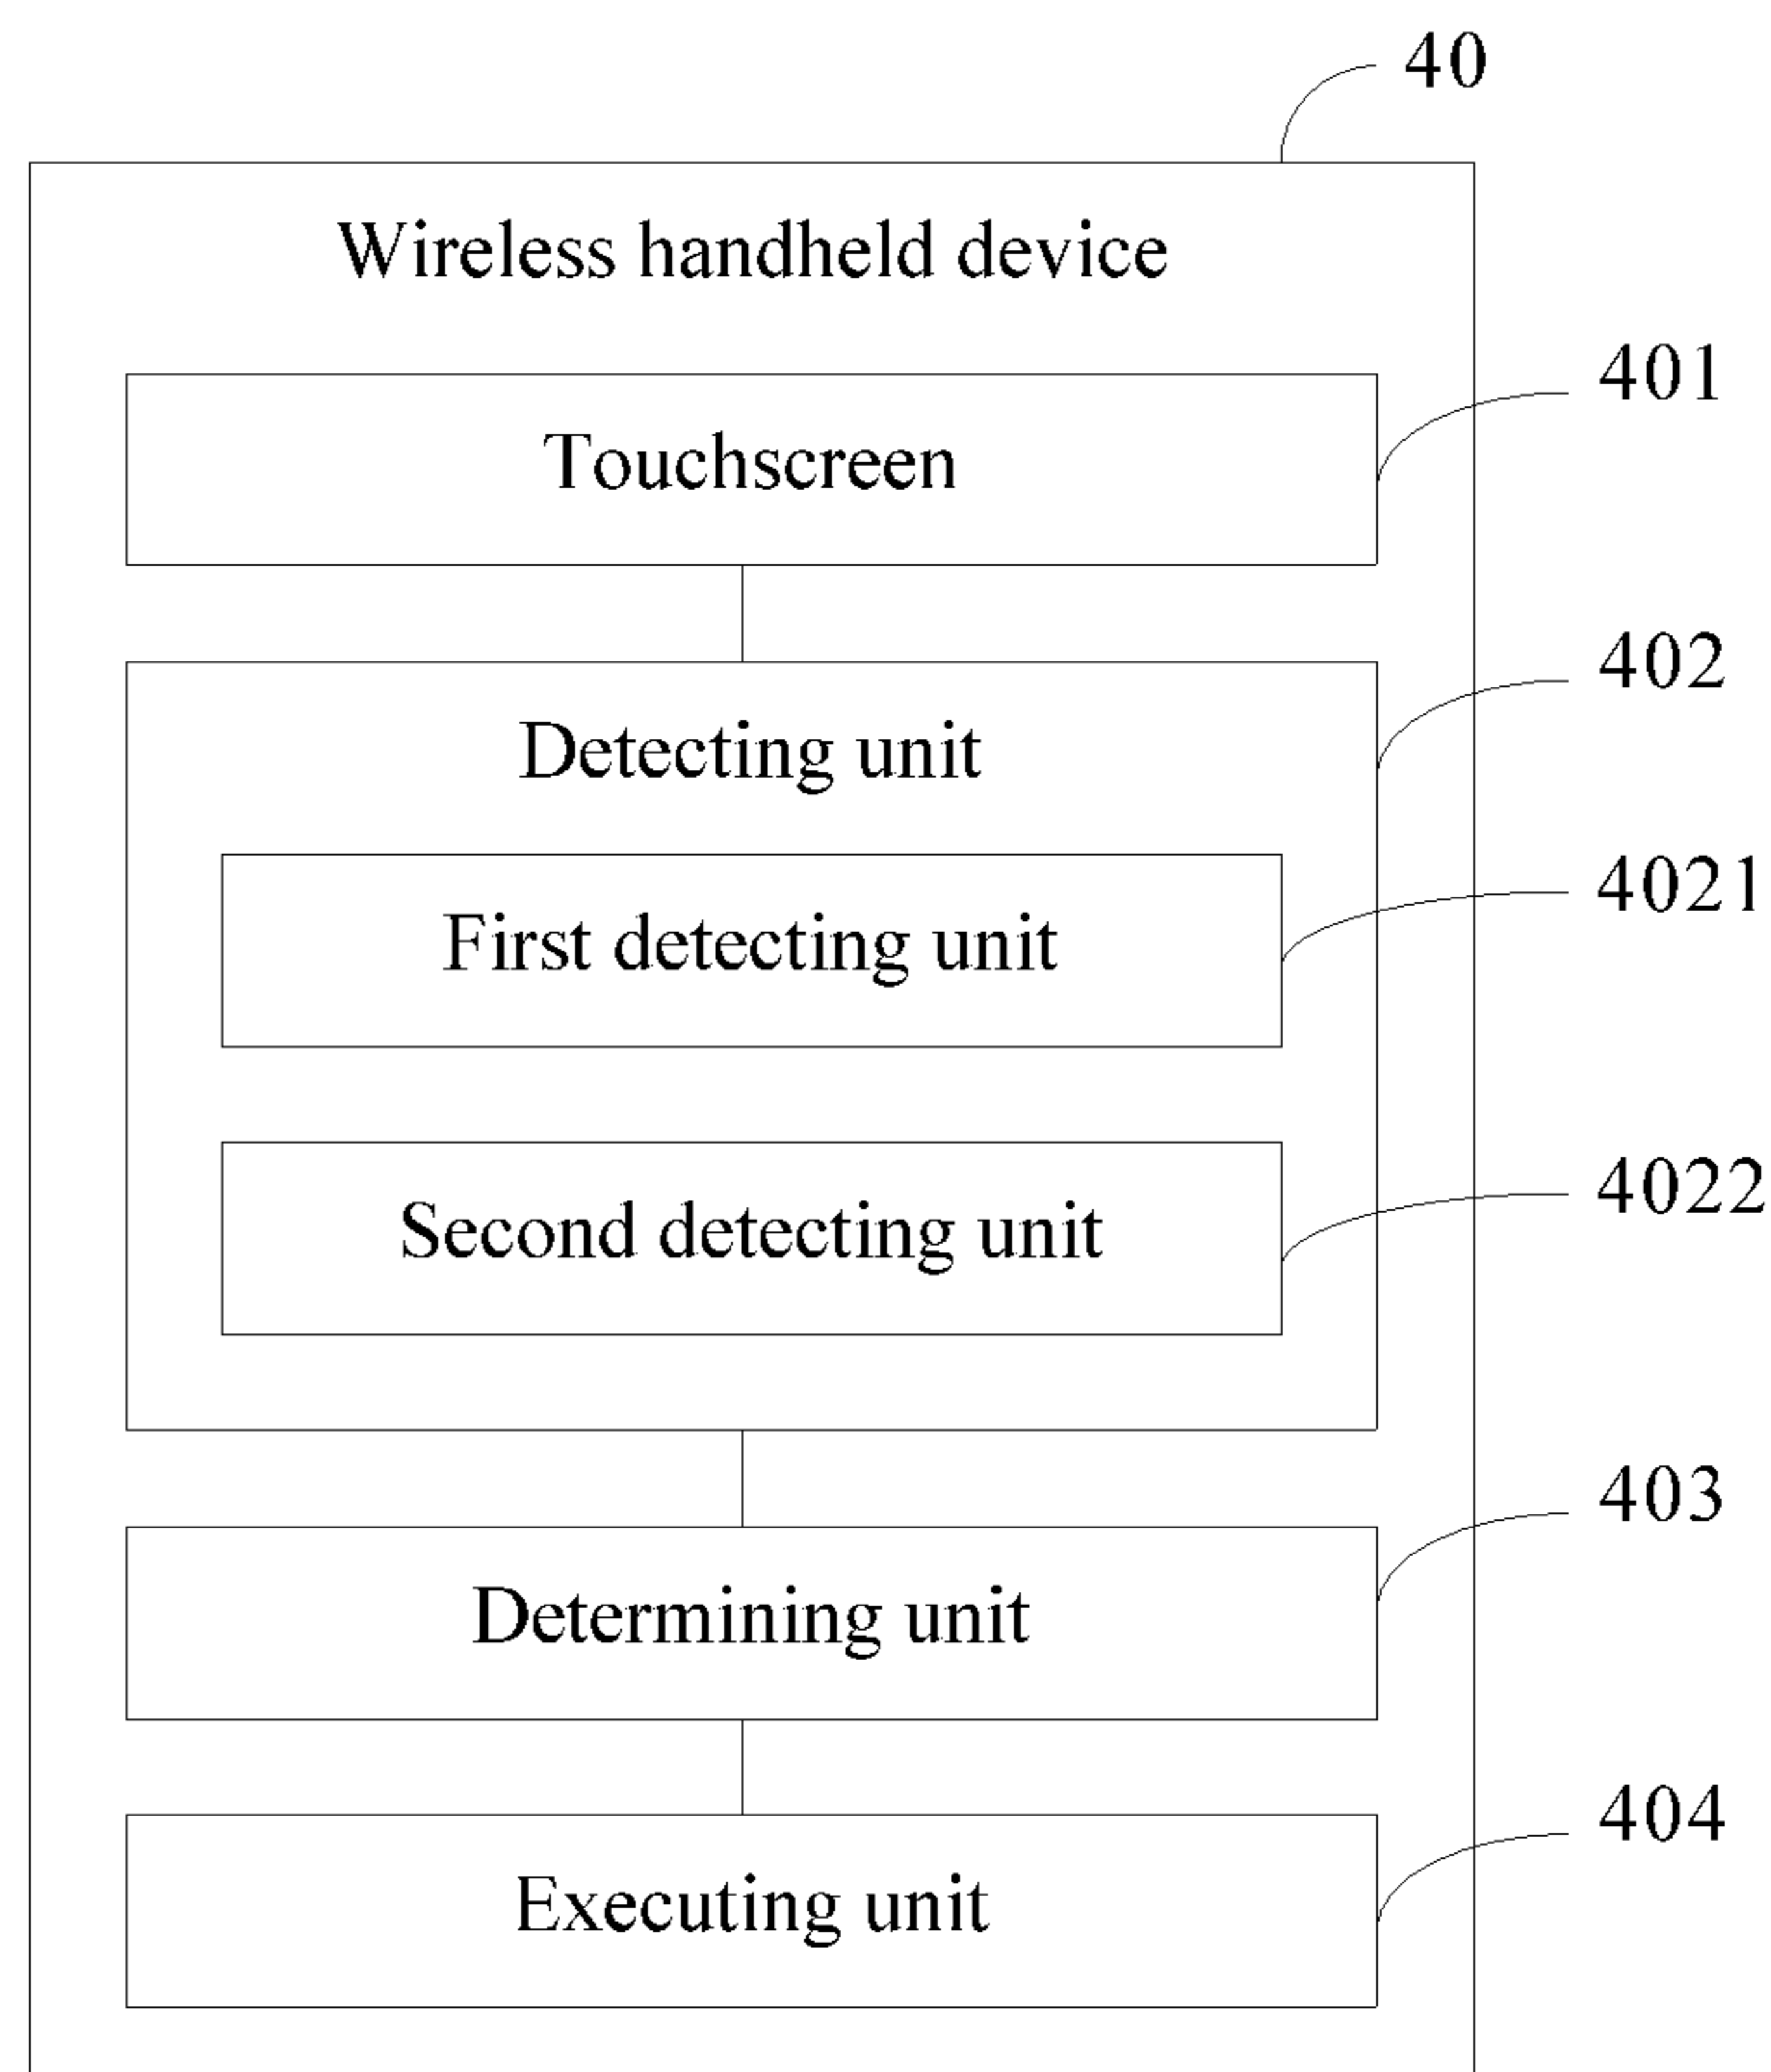 40
Wireless handheld device
401
Touchscreen
402
Detecting unit
4021
First detecting unit
4022
Second detecting unit
403
Determining unit
404
Executing unit